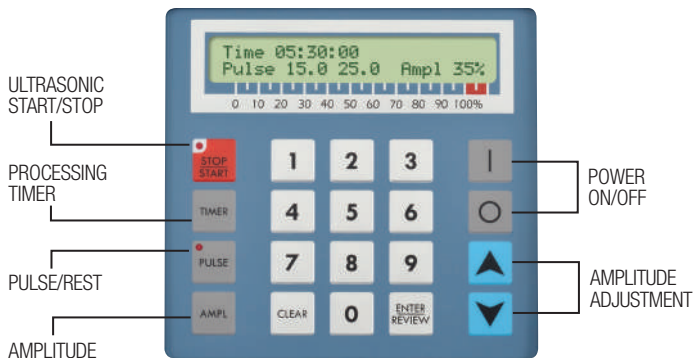 Time 05:30:00
Pulse 15.0 25.0 Ampl 35%
0 10 20 30 40 50 60 70 80 90 100%
ULTRASONIC
START/STOP
PROCESSING
TIMER
PULSE/REST
AMPLITUDE
STOP
START
TIMER
PULSE
AMPL
1 2 3
4 5 6
7 8 9
CLEAR 0 ENTER
REVIEW
POWER
ON/OFF
AMPLITUDE
ADJUSTMENT